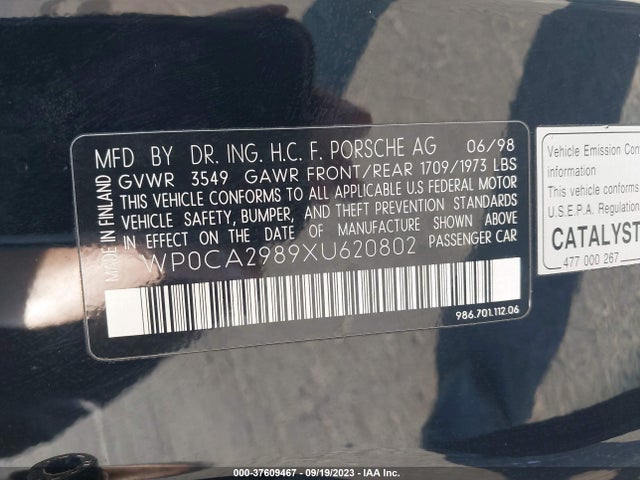 MADE IN FINLAND
MFD BY DR. ING. H.C. F. PORSCHE AG 06/98
GVWR 3549 GAWR FRONT/REAR 1709/1973 LBS
THIS VEHICLE CONFORMS TO ALL APPLICABLE U.S FEDERAL MOTOR
VEHICLE SAFETY, BUMPER, AND THEFT PREVENTION STANDARDS
IN EFFECT ON THE DATE OF MANUFACTURE SHOWN ABOVE
WP0CA2989XU620802 PASSENGER CAR
986.701.112.06
Vehicle Emission Cont
This vehicle
U.S.E.P.A. Regulation
CATALYST
477 000 267
000-37609467 - 09/19/2023 - IAA Inc.